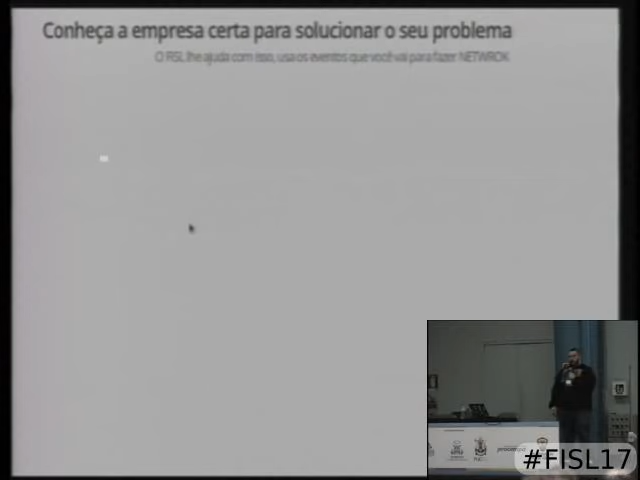 Conheça a empresa certa para solucionar o seu problema
O FISL lhe ajuda com isso, usa os eventos que você vai para fazer NETWROK
#FISL17